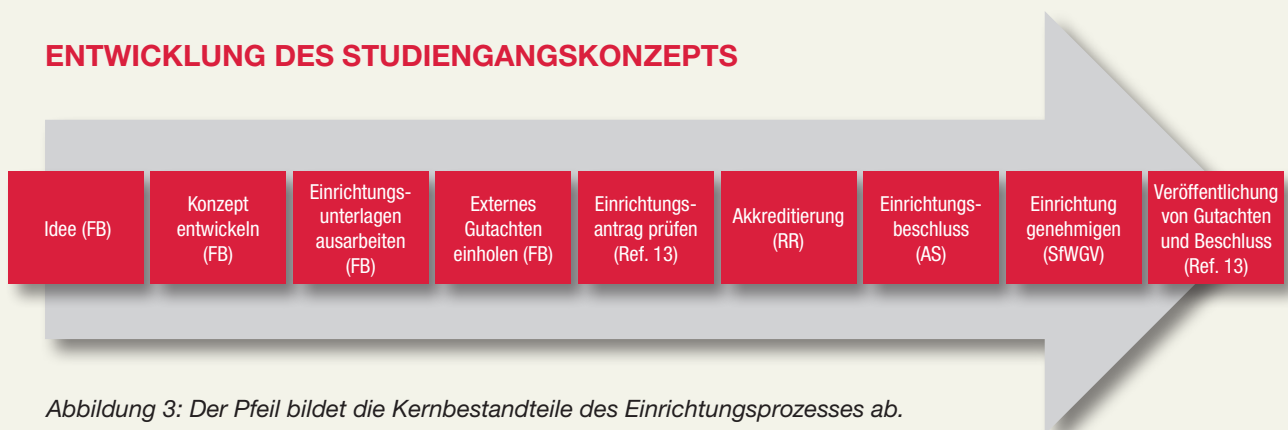 ENTWICKLUNG DES STUDIENGANGSKONZEPTS
Idee (FB)
Konzept
entwickeln
(FB)
Einrichtungs-
unterlagen
ausarbeiten
(FB)
Externes
Gutachten
einholen (FB)
Einrichtungs-
antrag prüfen
(Ref. 13)
Akkreditierung
(RR)
Einrichtungs-
beschluss
(AS)
Einrichtung
genehmigen
(SfWGV)
Veröffentlichung
von Gutachten
und Beschluss
(Ref. 13)
Abbildung 3: Der Pfeil bildet die Kernbestandteile des Einrichtungsprozesses ab.